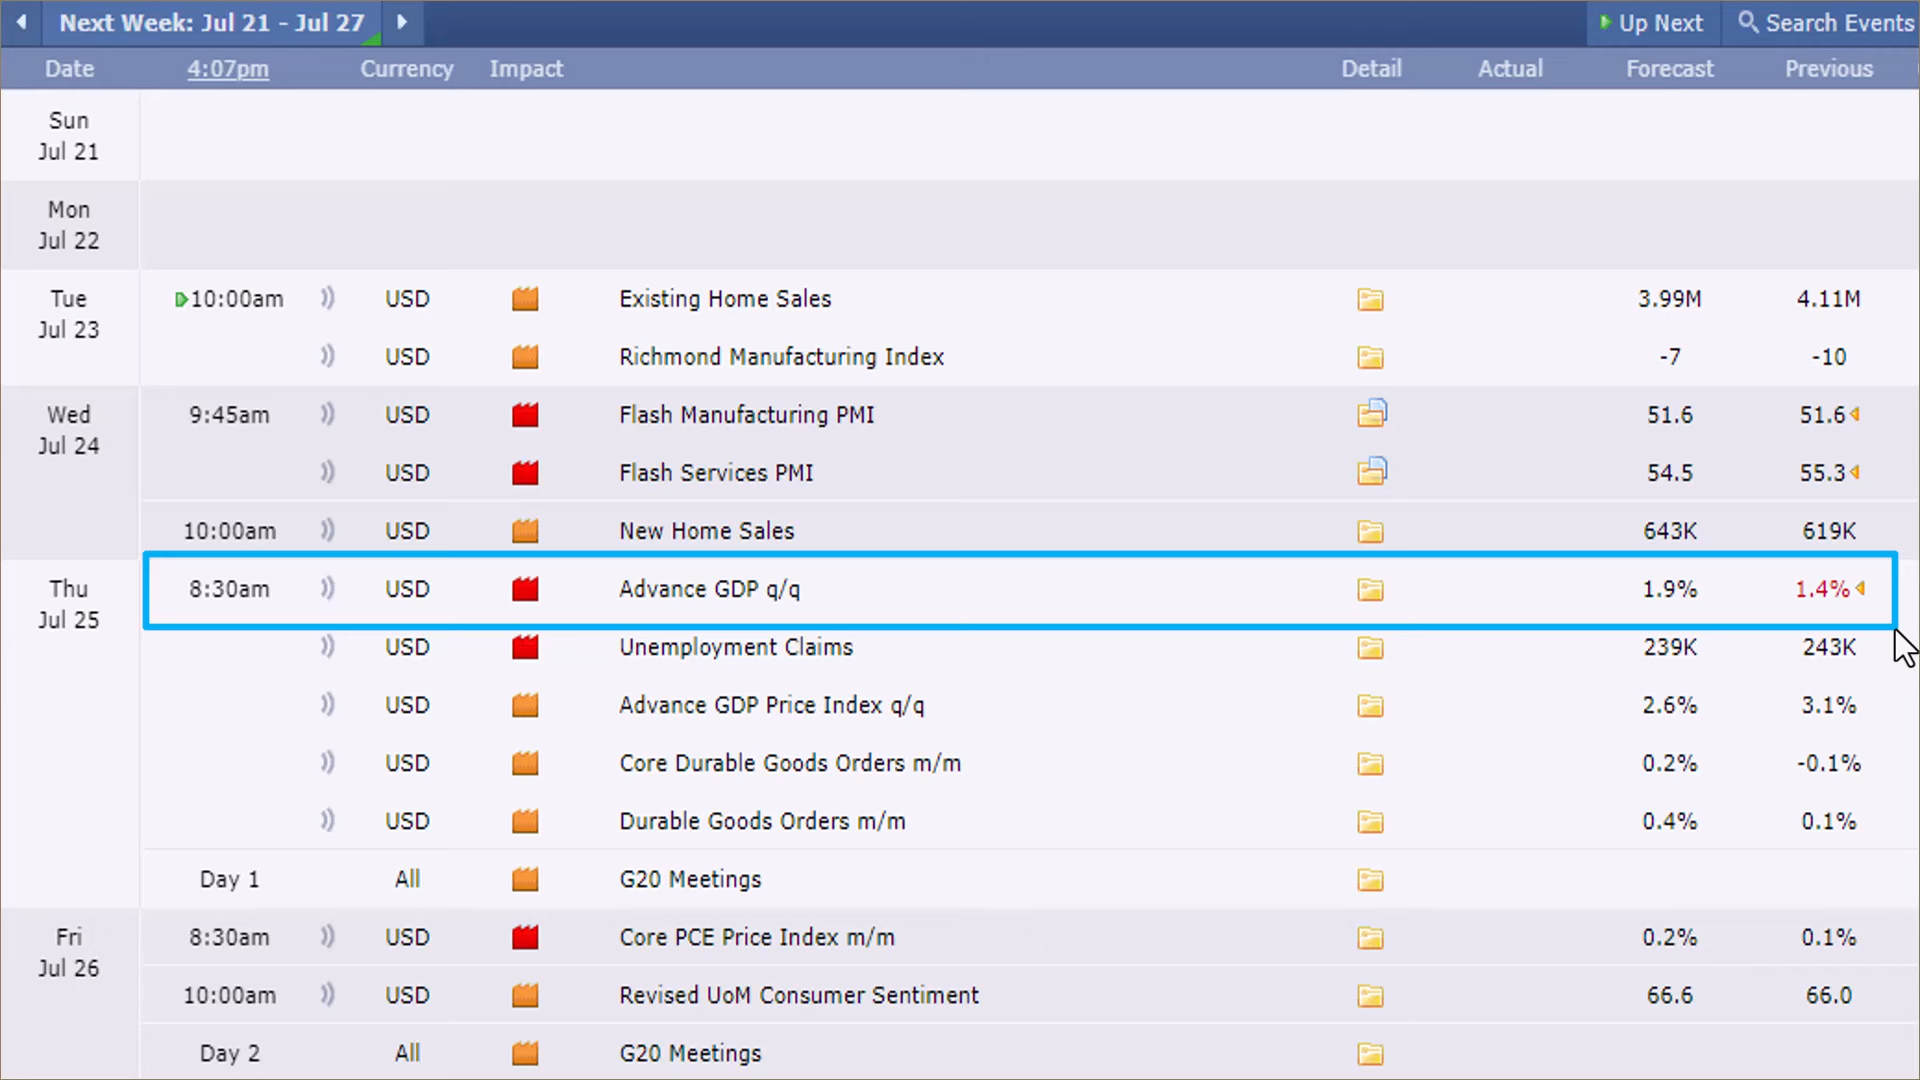 Next Week: Jul 21 - Jul 27 Up Next Search Events
Date 4:07pm Currency Impact Detail Actual Forecast Previous
Sun
Jul 21
Mon
Jul 22
Tue
Jul 23
10:00am USD Existing Home Sales 3.99M 4.11M
USD Richmond Manufacturing Index -7 -10
Wed
Jul 24
9:45am USD Flash Manufacturing PMI 51.6 51.6
USD Flash Services PMI 54.5 55.3
10:00am USD New Home Sales 643K 619K
Thu
Jul 25
8:30am USD Advance GDP q/q 1.9% 1.4%
USD Unemployment Claims 239K 243K
USD Advance GDP Price Index q/q 2.6% 3.1%
USD Core Durable Goods Orders m/m 0.2% -0.1%
USD Durable Goods Orders m/m 0.4% 0.1%
Day 1 All G20 Meetings
Fri
Jul 26
8:30am USD Core PCE Price Index m/m 0.2% 0.1%
10:00am USD Revised UoM Consumer Sentiment 66.6 66.0
Day 2 All G20 Meetings